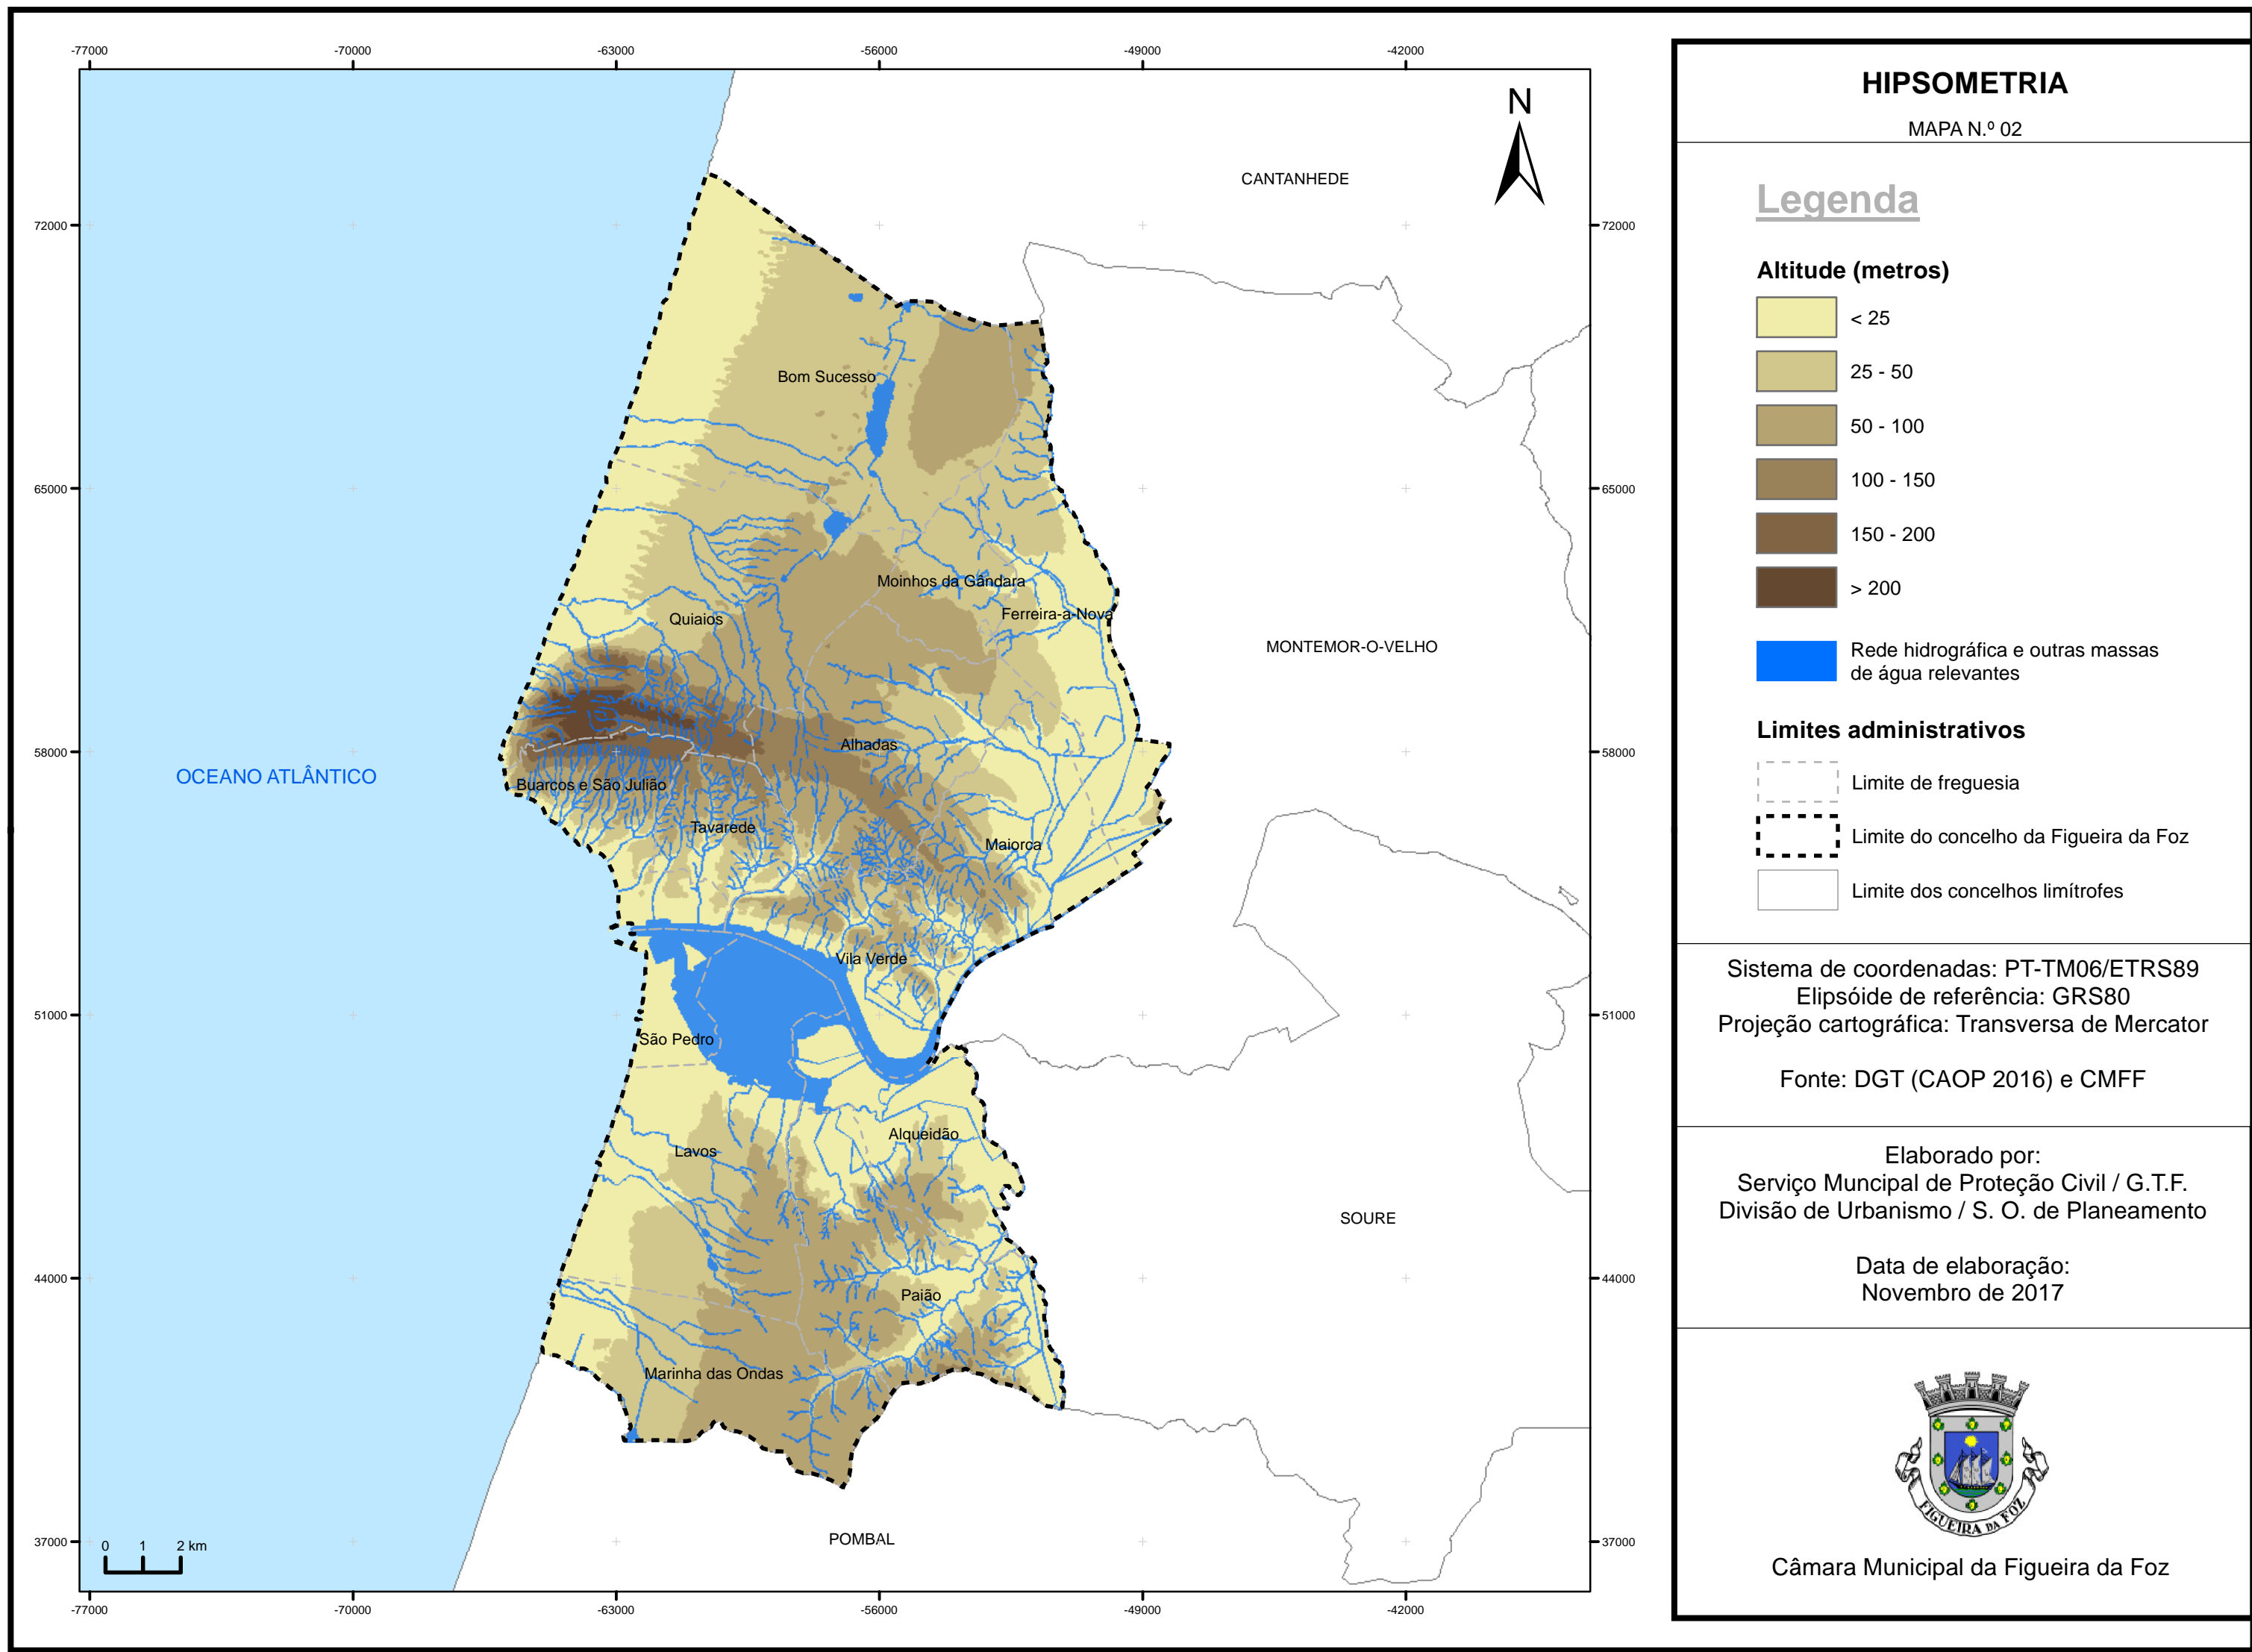 -77000
-70000
-63000
-56000
-49000
-42000
N
CANTANHEDE
72000
72000
Bom Sucesso
65000
65000
Moinhos da Gândara
Ferreira-a-Nova
Quiaios
MONTEMOR-O-VELHO
Alhadas
58000
58000
OCEANO ATLÂNTICO
Buarcos e São Julião
Tavarede
Maiorca
Vila Verde
51000
51000
São Pedro
Alqueidão
Lavos
SOURE
44000
44000
Paião
Marinha das Ondas
POMBAL
37000
37000
0 1 2 km
-77000
-70000
-63000
-56000
-49000
-42000
HIPSOMETRIA
MAPA N.º 02
Legenda
Altitude (metros)
< 25
25 - 50
50 - 100
100 - 150
150 - 200
> 200
Rede hidrográfica e outras massas
de água relevantes
Limites administrativos
Limite de freguesia
Limite do concelho da Figueira da Foz
Limite dos concelhos limítrofes
Sistema de coordenadas: PT-TM06/ETRS89
Elipsóide de referência: GRS80
Projeção cartográfica: Transversa de Mercator
Fonte: DGT (CAOP 2016) e CMFF
Elaborado por:
Serviço Muncipal de Proteção Civil / G.T.F.
Divisão de Urbanismo / S. O. de Planeamento
Data de elaboração:
Novembro de 2017
FIGUEIRA DA FOZ
Câmara Municipal da Figueira da Foz